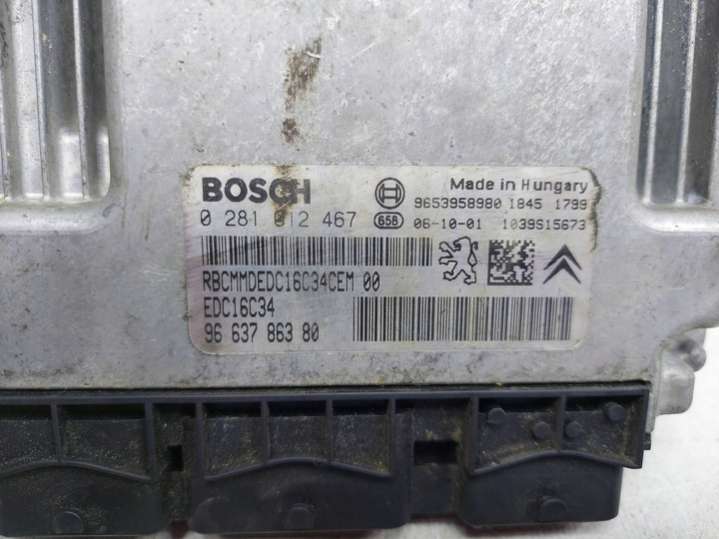 BOSCH
Made in Hungary
9653958980 1845 1799
0 281 012 467 658 06-10-01 1039S15673
RBCMMDEDC16C34CEM 00
EDC16C34
96 637 863 80